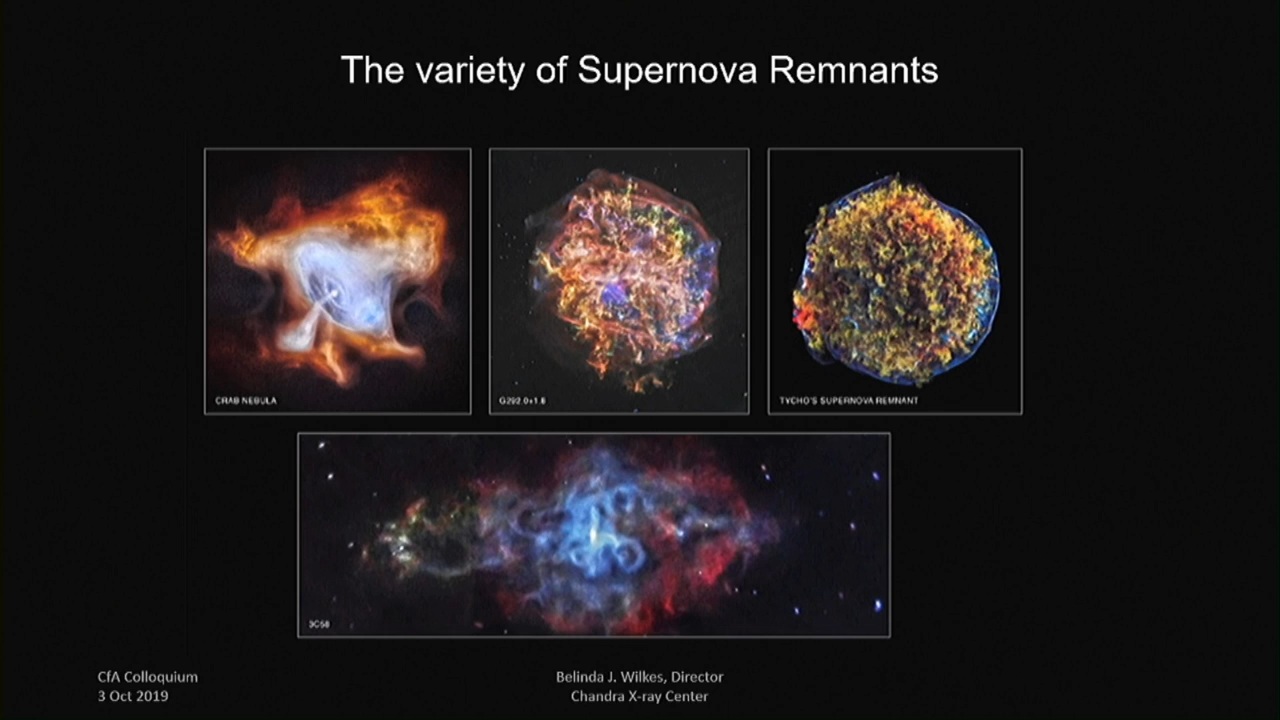 The variety of Supernova Remnants
CRAB NEBULA
G292.0+1.8
TYCHO'S SUPERNOVA REMNANT
3C58
CfA Colloquium
3 Oct 2019
Belinda J. Wilkes, Director
Chandra X-ray Center